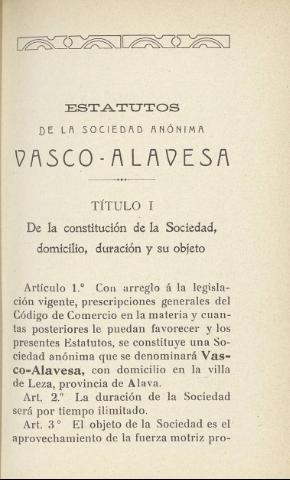 ESTATUTOS
DE LA SOCIEDAD ANÓNIMA
VASCO-ALAVESA
TÍTULO I
De la constitución de la Sociedad,
domicilio, duración y su objeto
Artículo 1.° Con arreglo á la legisla-
ción vigente, prescripciones generales del
Código de Comercio en la materia y cuan-
tas posteriores le puedan favorecer y los
presentes Estatutos, se constituye una So-
ciedad anónima que se denominará Vas-
co-Alavesa, con domicilio en la villa
de Leza, provincia de Alava.
Art. 2.° La duración de la Sociedad
será por tiempo ilimitado.
Art. 3° El objeto de la Sociedad es el
aprovechamiento de la fuerza motriz pro-